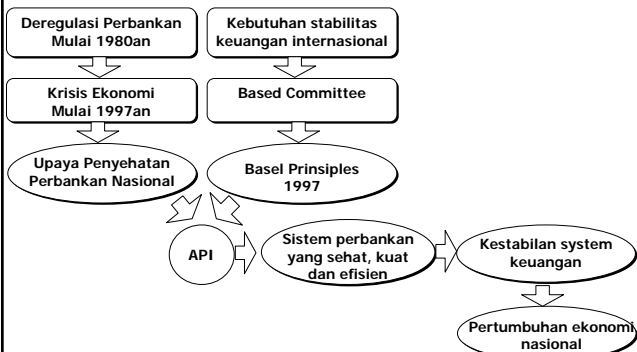 Deregulasi Perbankan
Mulai 1980an
Kebutuhan stabilitas
keuangan internasional
Krisis Ekonomi
Mulai 1997an
Based Committee
Upaya Penyehatan
Perbankan Nasional
Basel Prinsiples
1997
API
Sistem perbankan
yang sehat, kuat
dan efisien
Kestabilan system
keuangan
Pertumbuhan ekonomi
nasional